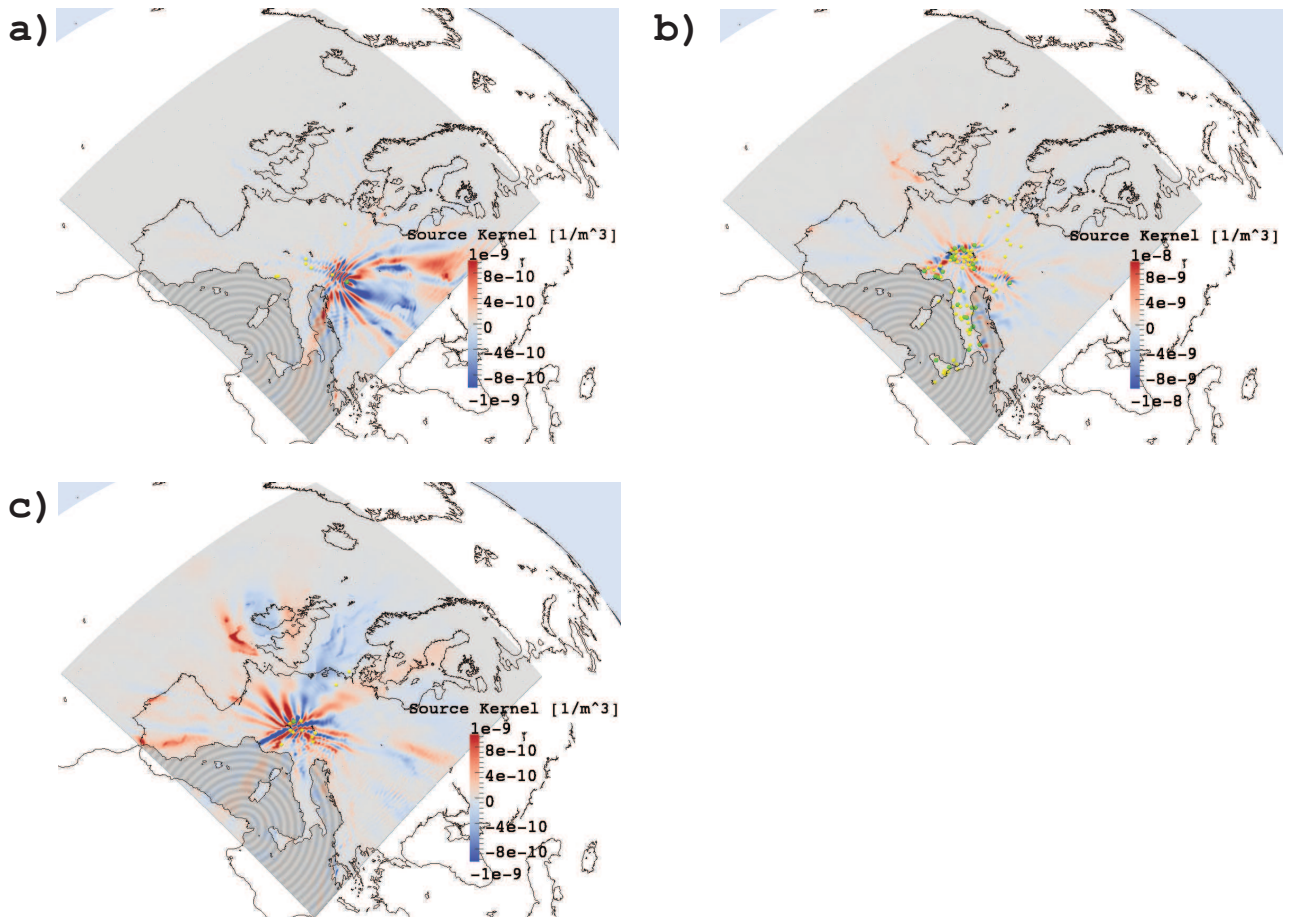 a)
Source Kernel [1/m^3]
1e-9
8e-10
4e-10
0
-4e-10
-8e-10
-1e-9
b)
Source Kernel [1/m^3]
1e-8
8e-9
4e-9
0
-4e-9
-8e-9
-1e-8
c)
Source Kernel [1/m^3]
1e-9
8e-10
4e-10
0
-4e-10
-8e-10
-1e-9